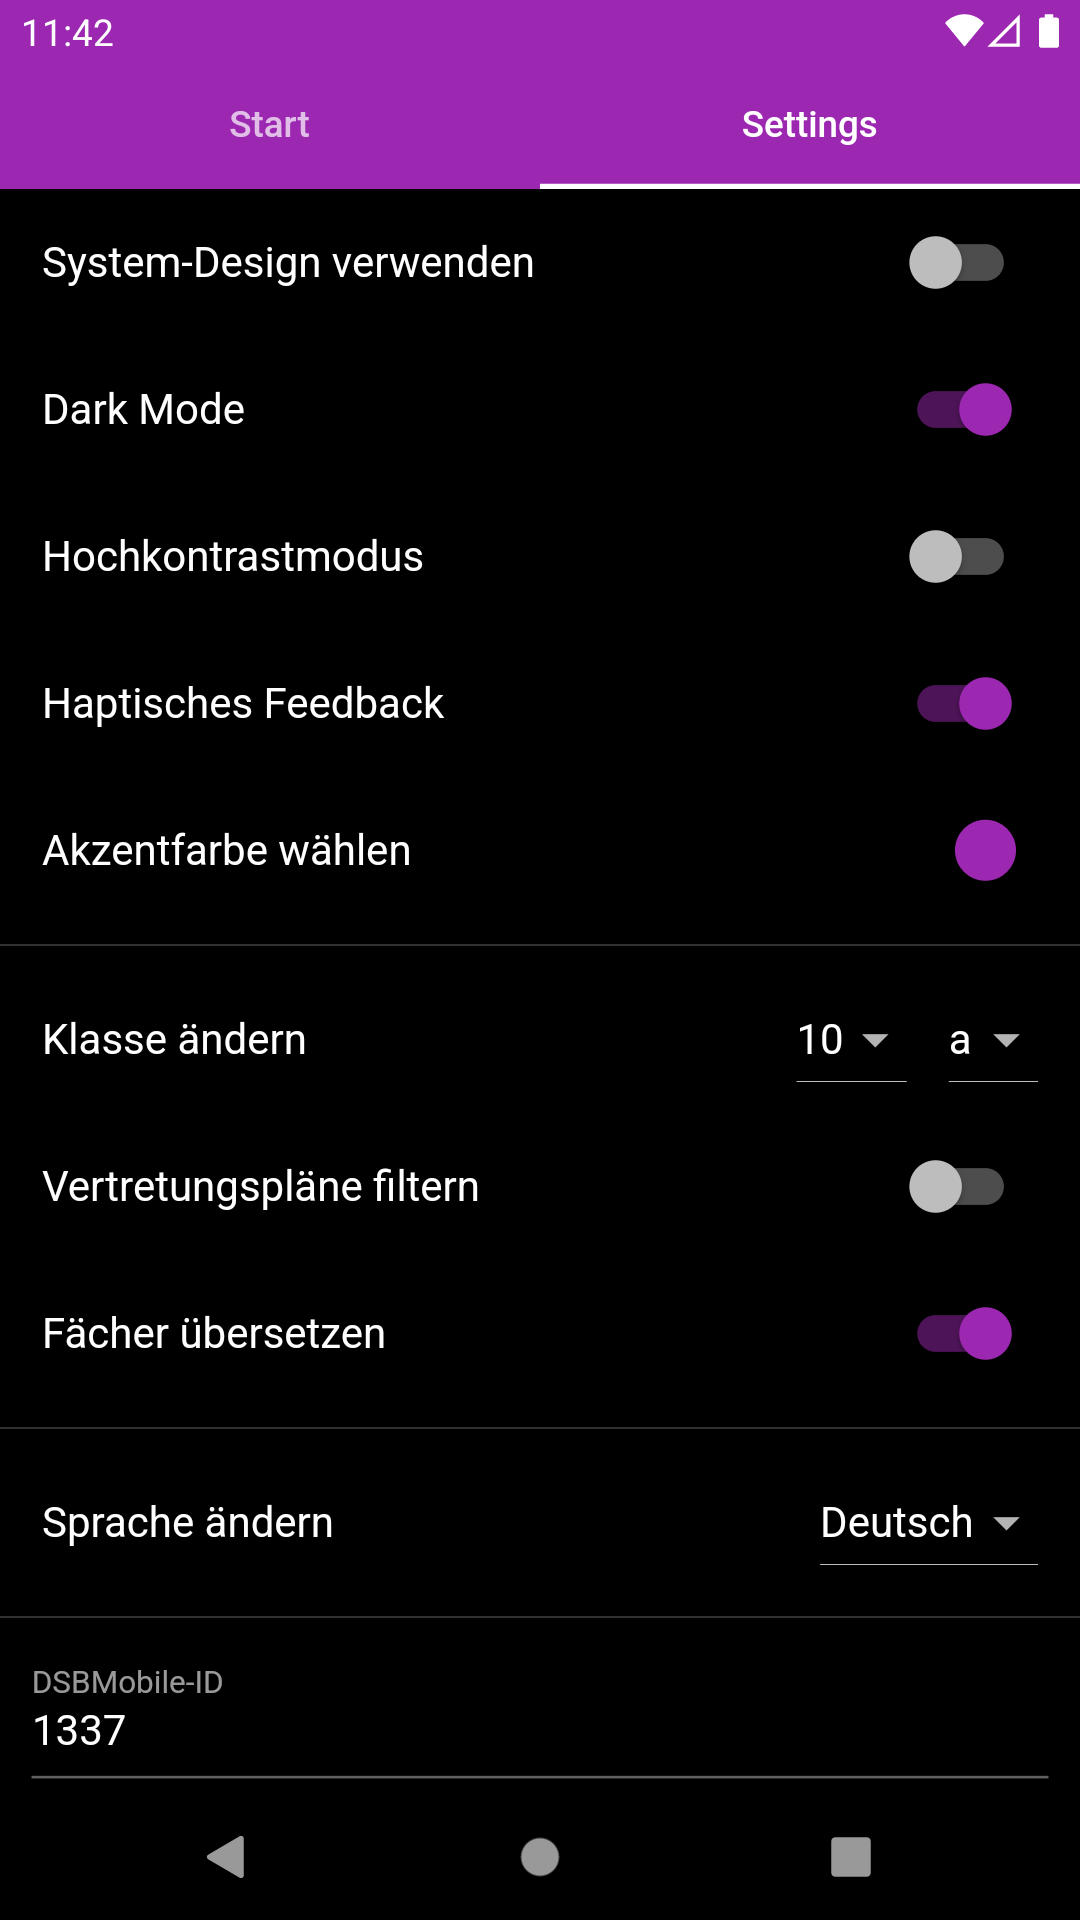 11:42
Start Settings
System-Design verwenden
Dark Mode
Hochkontrastmodus
Haptisches Feedback
Akzentfarbe wählen
Klasse ändern 10 a
Vertretungspläne filtern
Fächer übersetzen
Sprache ändern Deutsch
DSBMobile-ID
1337